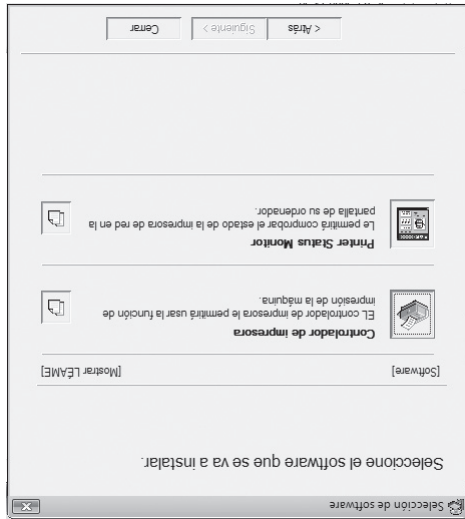 Selección de software
Seleccione el software que se va a instalar.
[Software] [Mostrar LÉAME]
Controlador de impresora
EL controlador de impresora le permitirá usar la función de
impresión de la máquina.
Printer Status Monitor
Le permitirá comprobar el estado de la impresora de red en la
pantalla de su ordenador.
< Atrás Siguiente > Cerrar